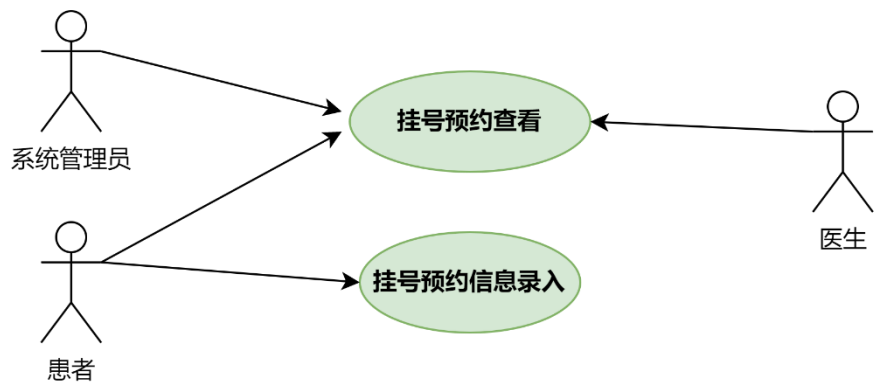 挂号预约查看
系统管理员
医生
挂号预约信息录入
患者